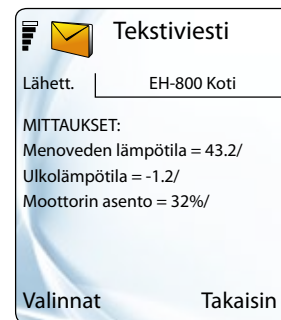 Tekstiviesti
Lähett. EH-800 Koti
MITTAUKSET:
Menoveden lämpötila = 43.2/
Ulkolämpötila = -1.2/
Moottorin asento = 32%/
Valinnat Takaisin